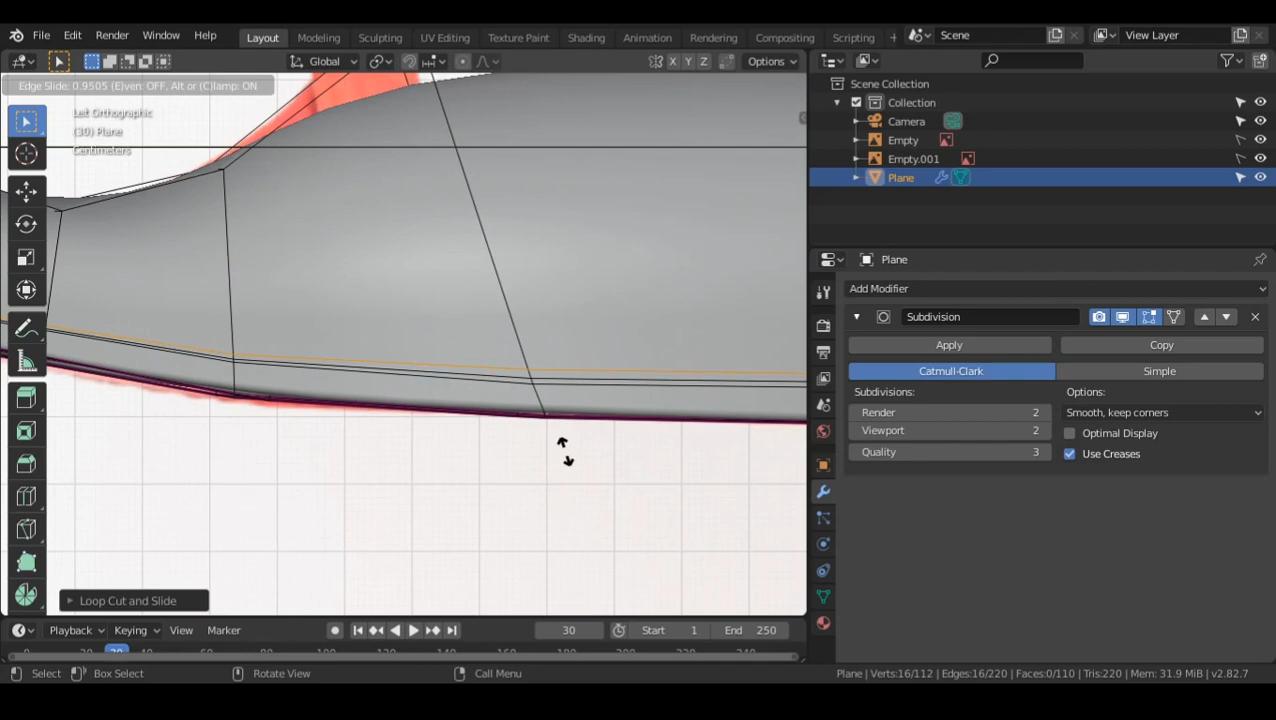 File Edit Render Window Help Layout Modeling Sculpting UV Editing Texture Paint Shading Animation Rendering Compositing Scripting + Scene View Layer
Global X Y Z Options
Edge Slide: 0.9505 (E)ven: OFF, Alt or (C)lamp: ON
Left Orthographic
(30) Plane
Centimeters
Scene Collection
Collection
Camera
Empty
Empty.001
Plane
Plane
Add Modifier
Subdivision
Apply Copy
Catmull-Clark Simple
Subdivisions: Options:
Render 2 Smooth, keep corners
Viewport 2 Optimal Display
Quality 3 Use Creases
Loop Cut and Slide
Playback Keying View Marker 30 Start 1 End 250
30
Select Box Select Rotate View Call Menu Plane | Verts:16/112 | Edges:16/220 | Faces:0/110 | Tris:220 | Mem: 31.9 MiB | v2.82.7